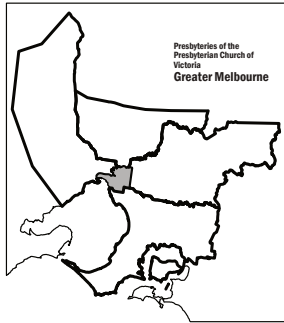 Presbyteries of the
Presbyterian Church of
Victoria
Greater Melbourne